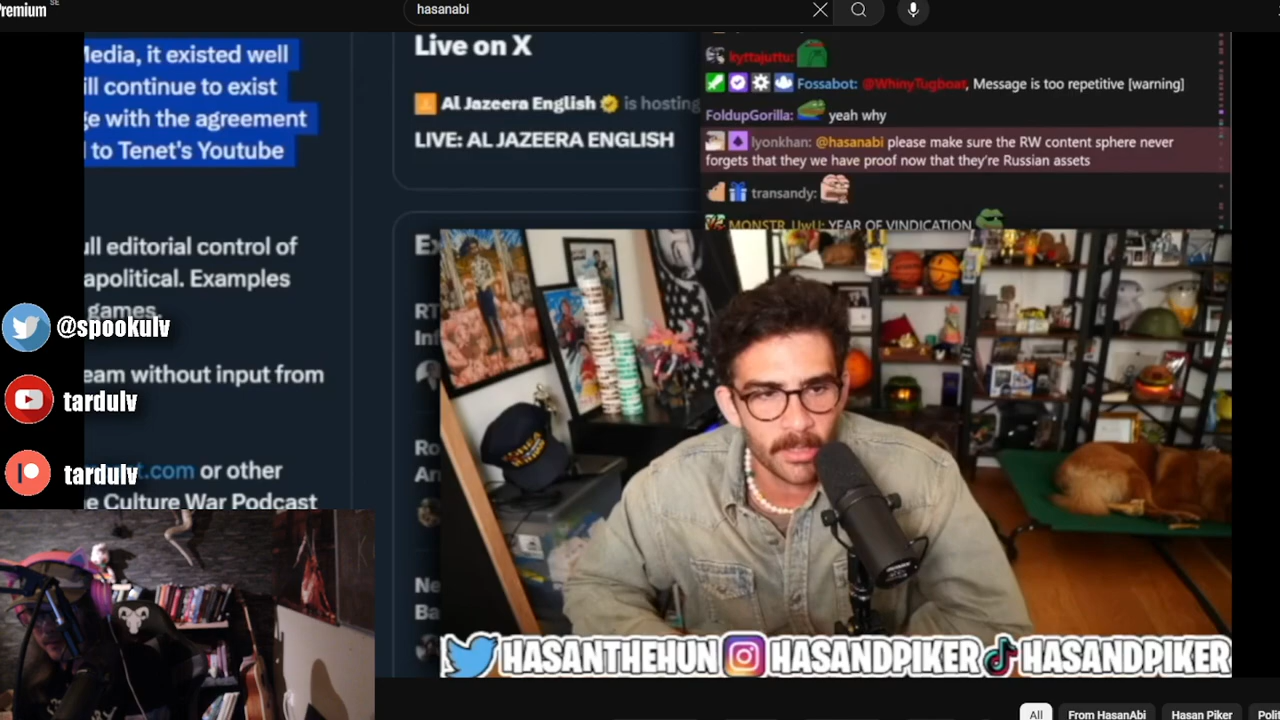 Premium
SE
hasanabi
Media, it existed well
ill continue to exist
ge with the agreement
l to Tenet's Youtube
ull editorial control of
apolitical. Examples
games.
@spookulv
eam without input from
tardulv
t.com or other
tardulv
e Culture War Podcast
Live on X
Al Jazeera English is hosting
LIVE: AL JAZEERA ENGLISH
Ex
RT
In
Ro
An
Ne
Ba
kyttajuttu:
Fossabot: @WhinyTugboat, Message is too repetitive [warning]
FoldupGorilla: yeah why
lyonkhan: @hasanabi please make sure the RW content sphere never
forgets that they we have proof now that they're Russian assets
transandy:
MONSTR_UwU: YEAR OF VINDICATION
HASANTHEHUN HASANDPIKER HASANDPIKER
All From HasanAbi Hasan Piker Polit